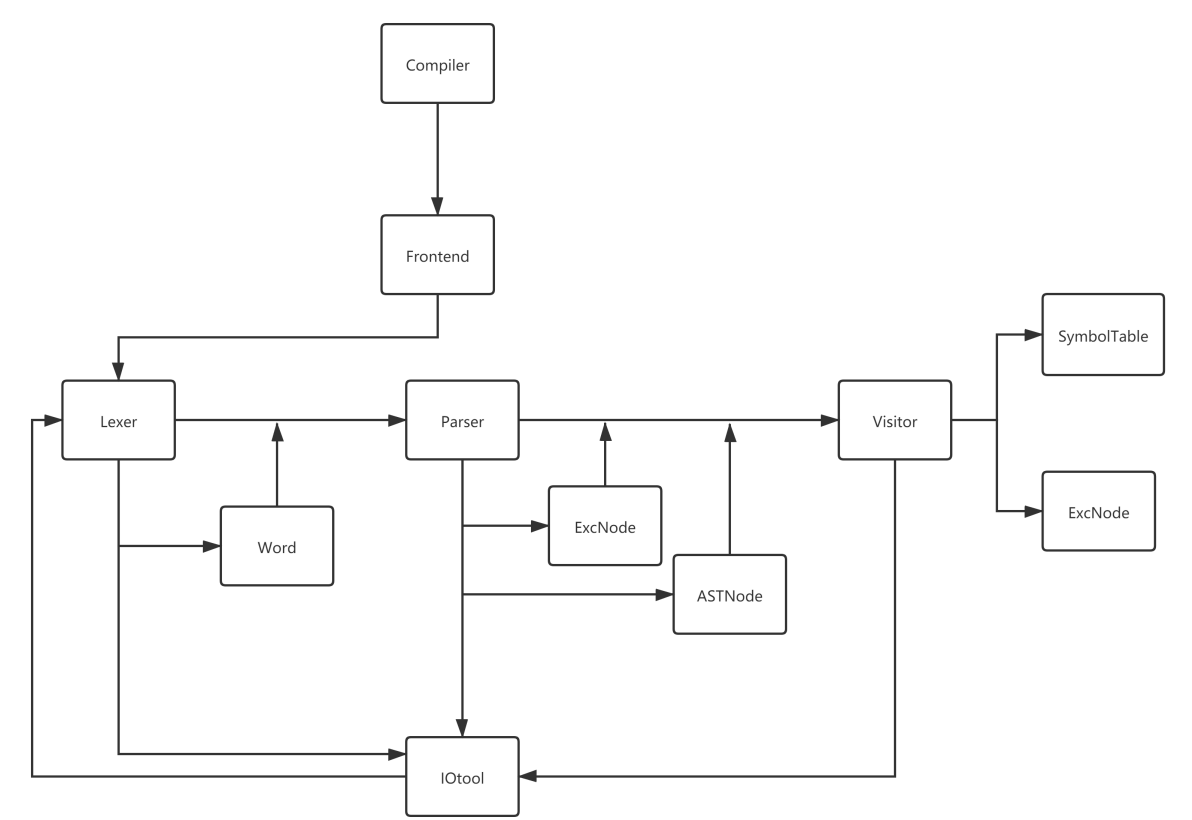 Compiler
Frontend
SymbolTable
Lexer
Parser
Visitor
ExcNode
ExcNode
Word
ASTNode
IOtool